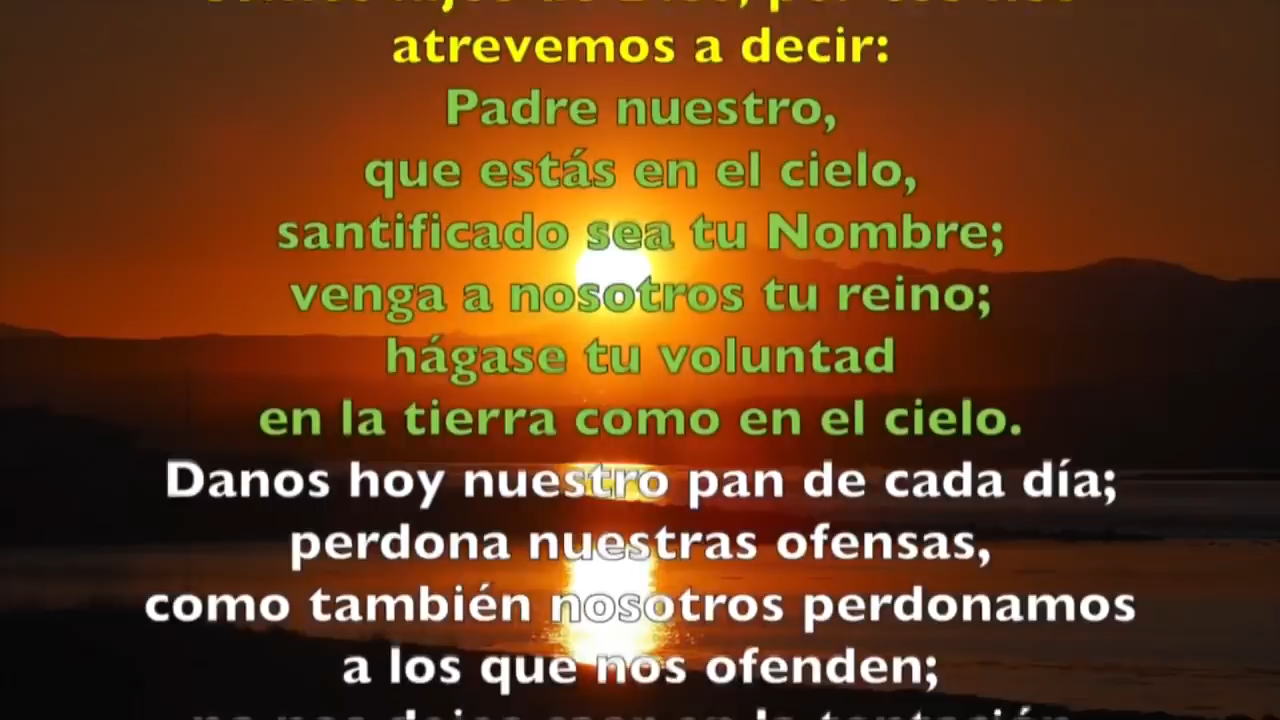 atrevemos a decir:
Padre nuestro,
que estás en el cielo,
santificado sea tu Nombre;
venga a nosotros tu reino;
hágase tu voluntad
en la tierra como en el cielo.
Danos hoy nuestro pan de cada día;
perdona nuestras ofensas,
como también nosotros perdonamos
a los que nos ofenden;